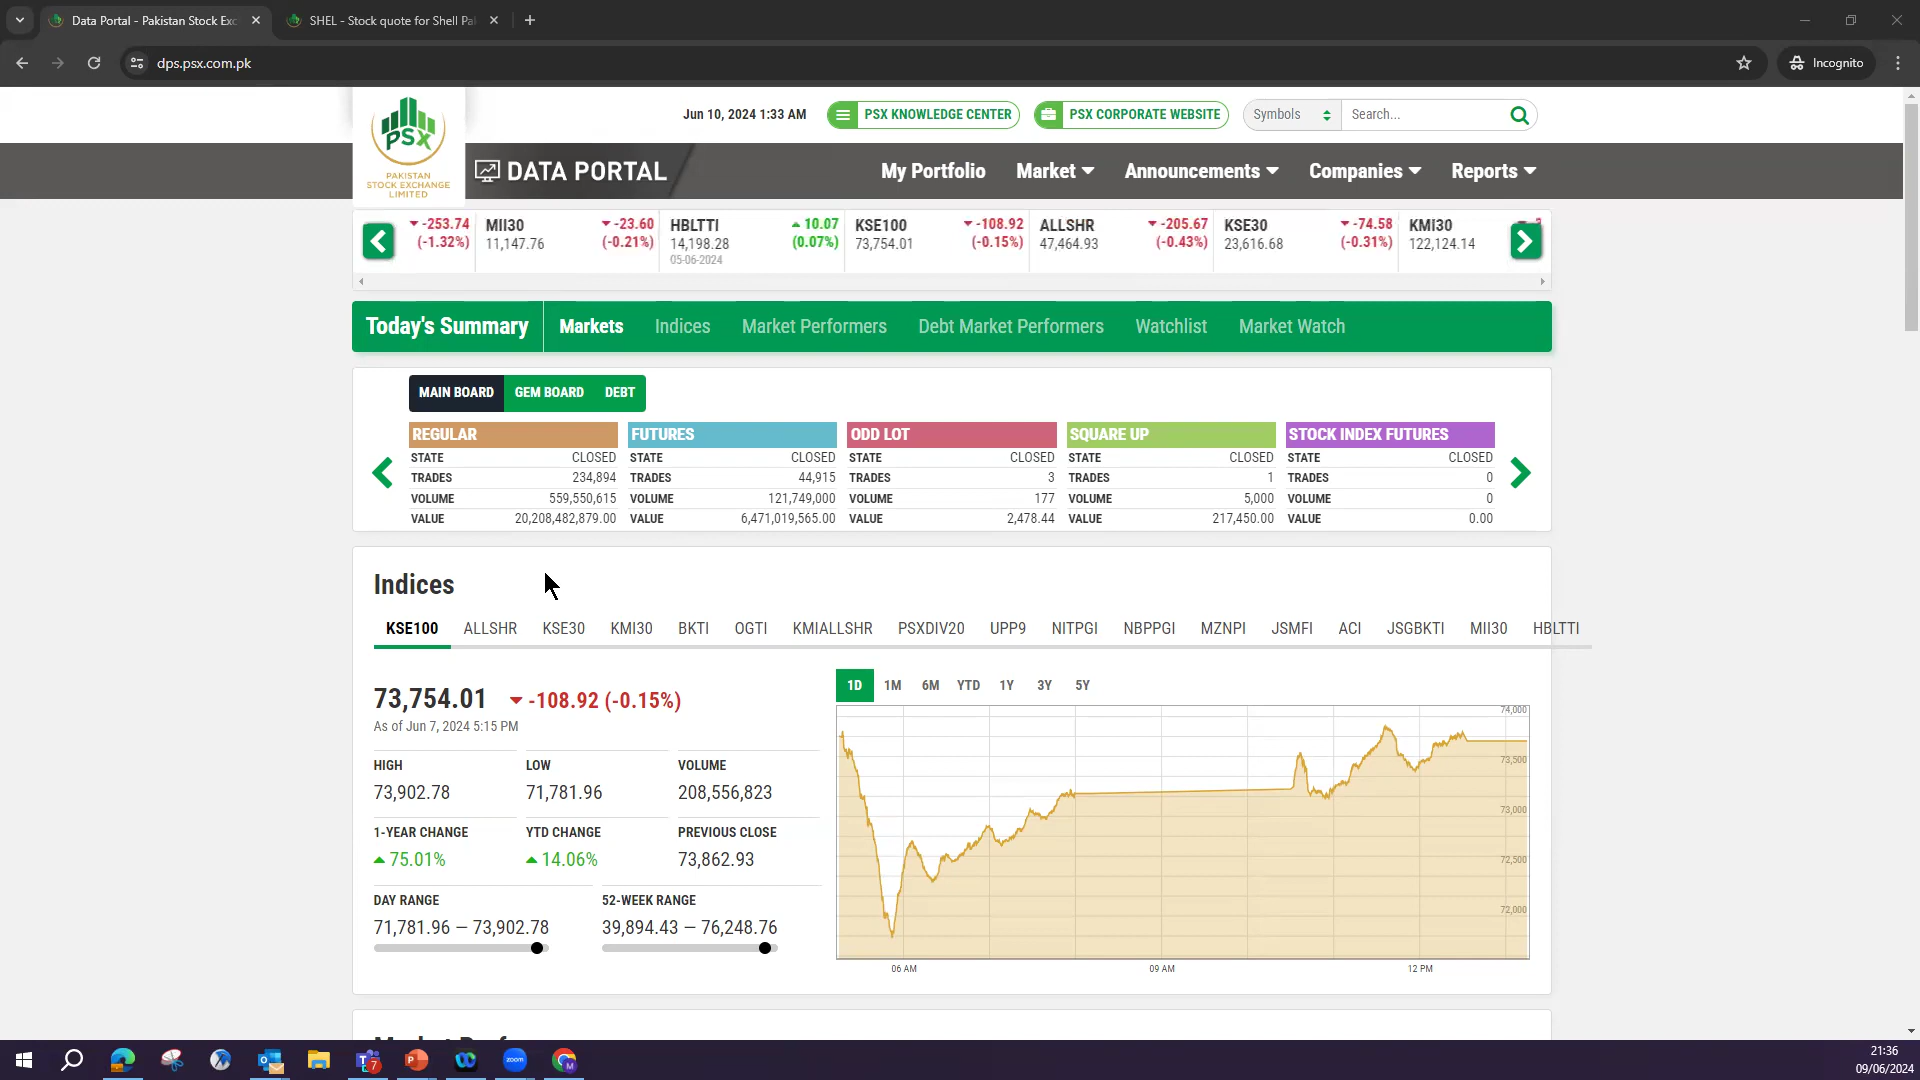 Data Portal - Pakistan Stock Exc
SHEL - Stock quote for Shell Pa
dps.psx.com.pk
Incognito
PSX
PAKISTAN
STOCK EXCHANGE
LIMITED
Jun 10, 2024 1:33 AM
PSX KNOWLEDGE CENTER
PSX CORPORATE WEBSITE
Symbols
Search...
DATA PORTAL
My Portfolio
Market
Announcements
Companies
Reports
-253.74
(-1.32%)
MII30
11,147.76
-23.60
(-0.21%)
HBLTTI
14,198.28
05-06-2024
10.07
(0.07%)
KSE100
73,754.01
-108.92
(-0.15%)
ALLSHR
47,464.93
-205.67
(-0.43%)
KSE30
23,616.68
-74.58
(-0.31%)
KMI30
122,124.14
Today's Summary
Markets
Indices
Market Performers
Debt Market Performers
Watchlist
Market Watch
MAIN BOARD
GEM BOARD
DEBT
REGULAR
STATE CLOSED
TRADES 234,894
VOLUME 559,550,615
VALUE 20,208,482,879.00
FUTURES
STATE CLOSED
TRADES 44,915
VOLUME 121,749,000
VALUE 6,471,019,565.00
ODD LOT
STATE CLOSED
TRADES 3
VOLUME 177
VALUE 2,478.44
SQUARE UP
STATE CLOSED
TRADES 1
VOLUME 5,000
VALUE 217,450.00
STOCK INDEX FUTURES
STATE CLOSED
TRADES 0
VOLUME 0
VALUE 0.00
Indices
KSE100 ALLSHR KSE30 KMI30 BKTI OGTI KMIALLSHR PSXDIV20 UPP9 NITPGI NBPPGI MZNPI JSMFI ACI JSGBKTI MII30 HBLTTI
73,754.01 -108.92 (-0.15%)
As of Jun 7, 2024 5:15 PM
HIGH
73,902.78
LOW
71,781.96
VOLUME
208,556,823
1-YEAR CHANGE
75.01%
YTD CHANGE
14.06%
PREVIOUS CLOSE
73,862.93
DAY RANGE
71,781.96 — 73,902.78
52-WEEK RANGE
39,894.43 — 76,248.76
1D 1M 6M YTD 1Y 3Y 5Y
74,000
73,500
73,000
72,500
72,000
06 AM
09 AM
12 PM
7
zoom
M
21:36
09/06/2024